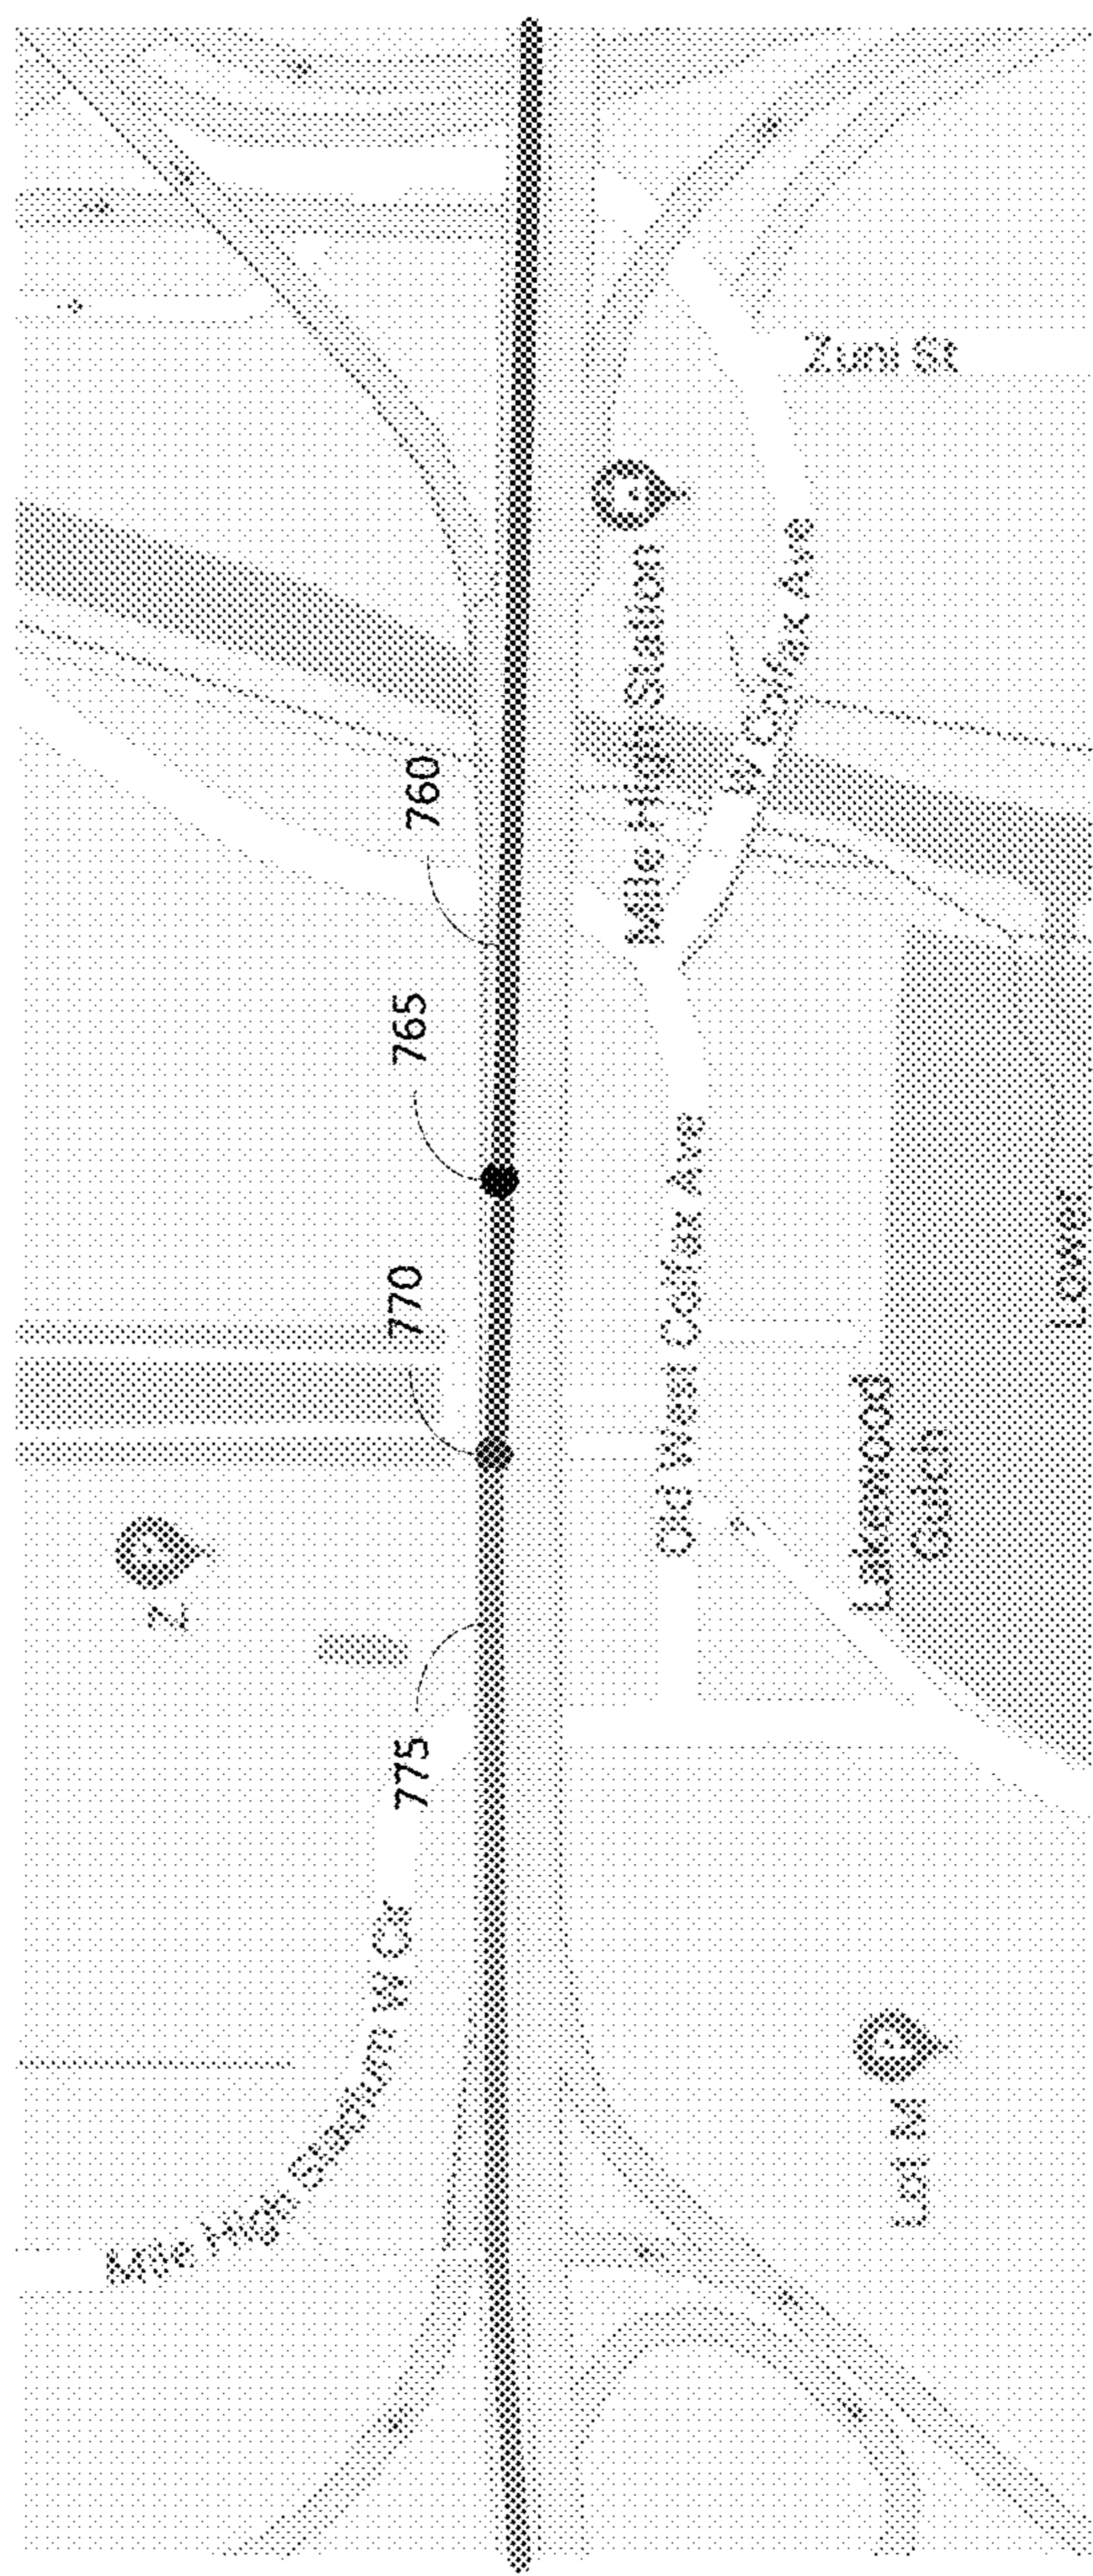 Mile High Stadium W Cir
Z
775
770
765
760
Lot M
Old West Colfax Ave
Mile High Station
W Colfax Ave
Zuni St
Lakewood
Gulch
Lower